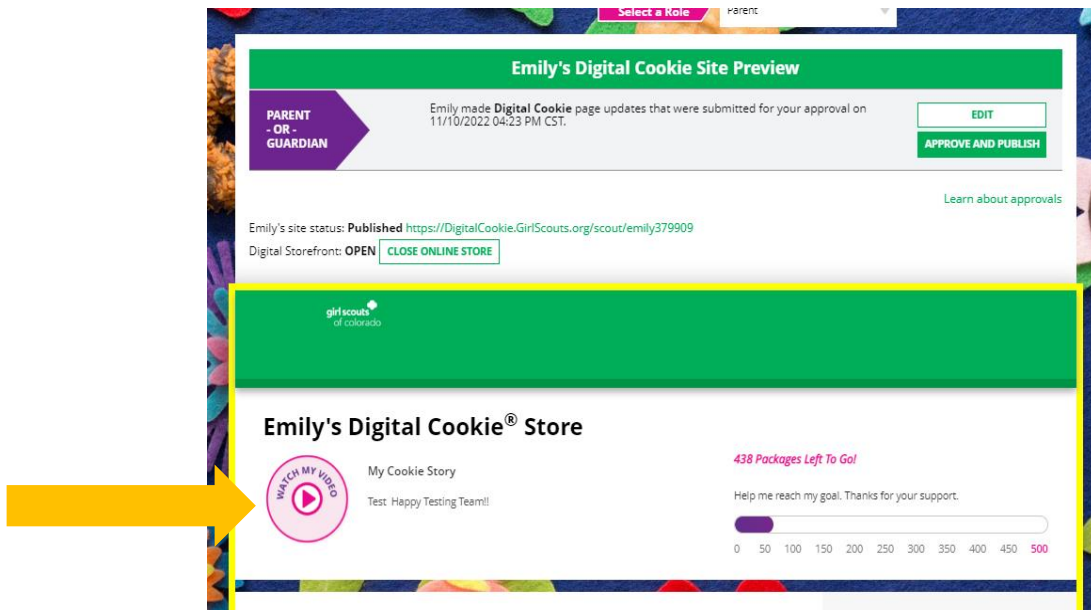 Select a Role Parent
Emily's Digital Cookie Site Preview
PARENT
- OR -
GUARDIAN
Emily made Digital Cookie page updates that were submitted for your approval on
11/10/2022 04:23 PM CST.
EDIT
APPROVE AND PUBLISH
Learn about approvals
Emily's site status: Published https://DigitalCookie.GirlScouts.org/scout/emily379909
Digital Storefront: OPEN CLOSE ONLINE STORE
girl scouts
of colorado
Emily's Digital Cookie® Store
WATCH MY VIDEO
My Cookie Story
Test Happy Testing Team!!
438 Packages Left To Go!
Help me reach my goal. Thanks for your support.
0 50 100 150 200 250 300 350 400 450 500